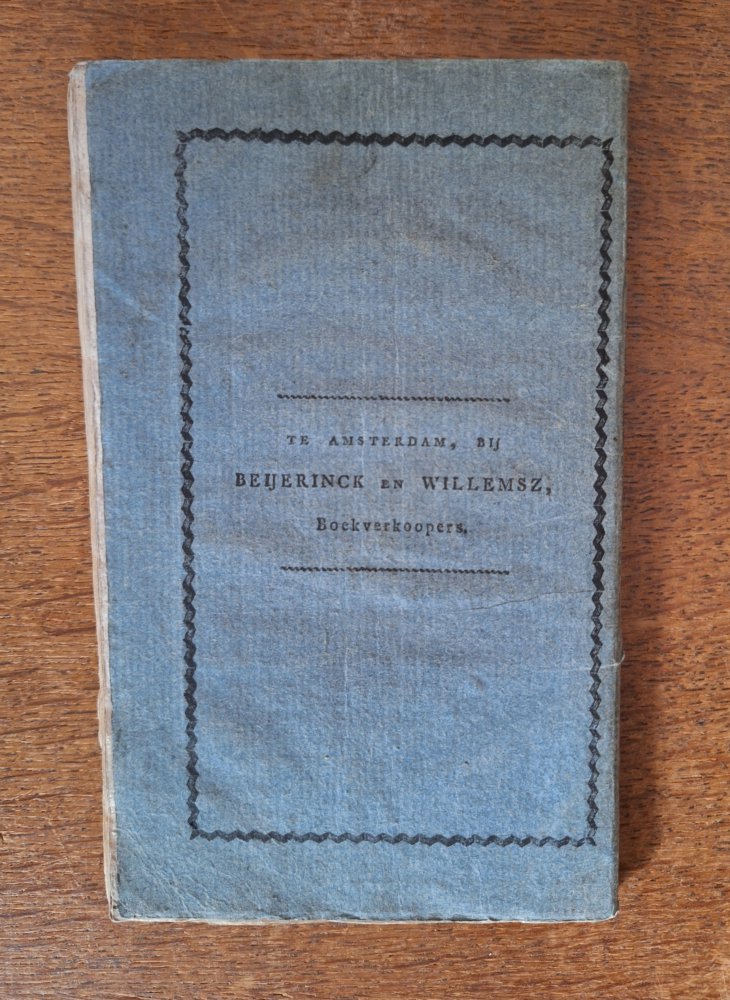 TE AMSTERDAM, BIJ
BEIJERINCK EN WILLEMSZ,
Boekverkoopers.